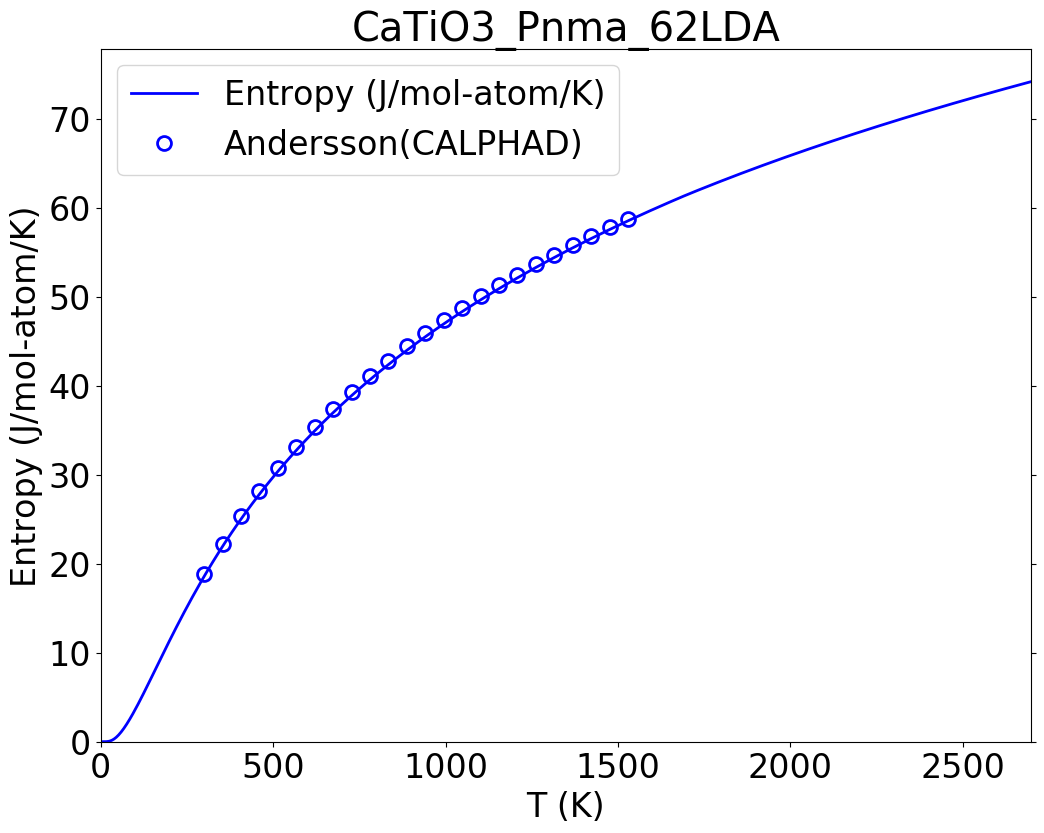 CaTiO3_Pnma_62LDA
Entropy (J/mol-atom/K)
Andersson(CALPHAD)
Entropy (J/mol-atom/K)
70
60
50
40
30
20
10
0
0 500 1000 1500 2000 2500
T (K)